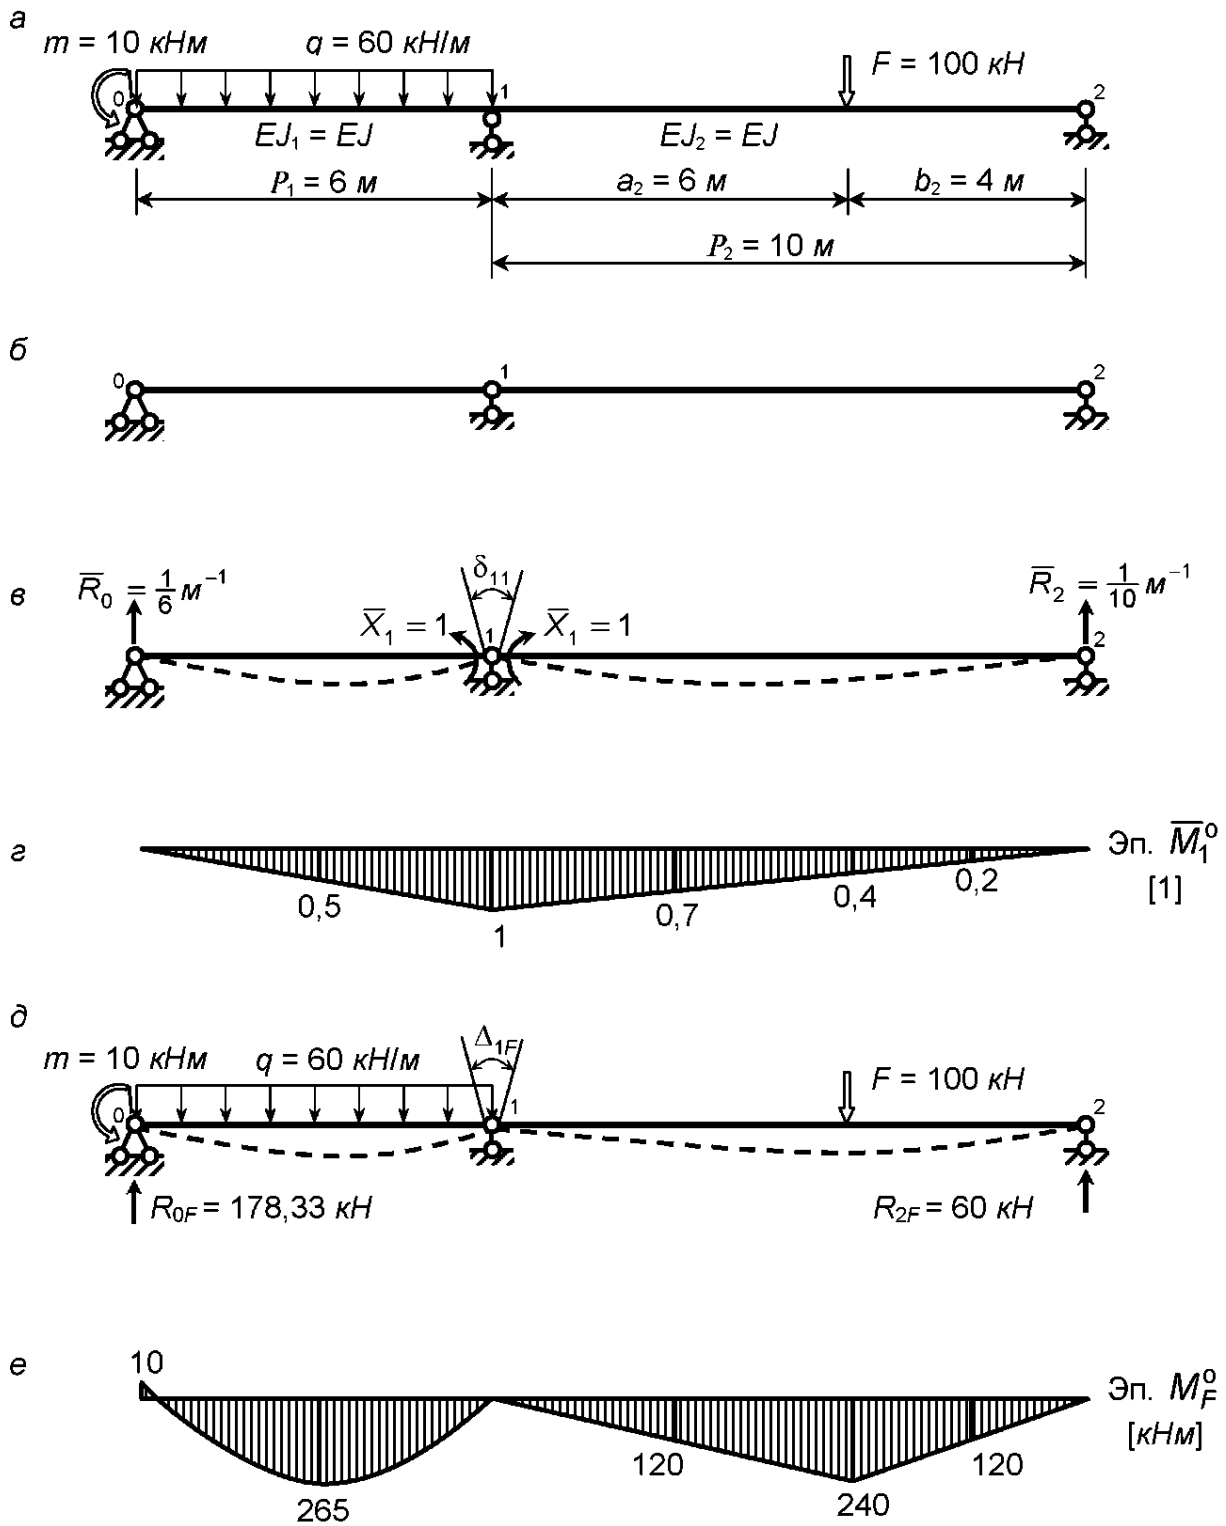 а
m = 10 кНм
q = 60 кН/м
F = 100 кН
0
1
2
EJ₁ = EJ
EJ₂ = EJ
P₁ = 6 м
a₂ = 6 м
b₂ = 4 м
P₂ = 10 м
б
0
1
2
в
R̅₀ = 1/6 м⁻¹
δ₁₁
R̅₂ = 1/10 м⁻¹
X̅₁ = 1
X̅₁ = 1
1
2
г
Эп. M̅₁⁰
[1]
0,5
1
0,7
0,4
0,2
д
m = 10 кНм
q = 60 кН/м
Δ₁F
F = 100 кН
0
1
2
R₀F = 178,33 кН
R₂F = 60 кН
е
10
Эп. M⁰F
[кНм]
265
120
240
120